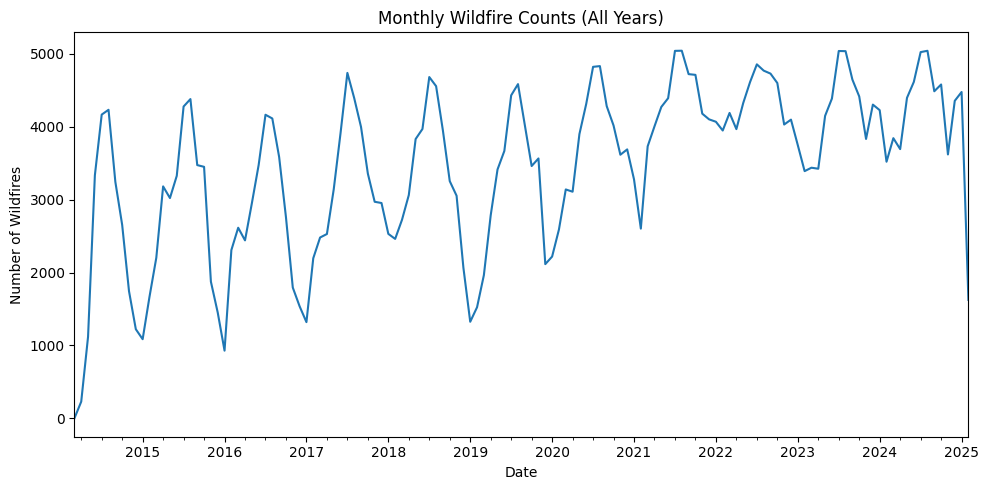 Monthly Wildfire Counts (All Years)
Number of Wildfires
5000
4000
3000
2000
1000
0
2015 2016 2017 2018 2019 2020 2021 2022 2023 2024 2025
Date